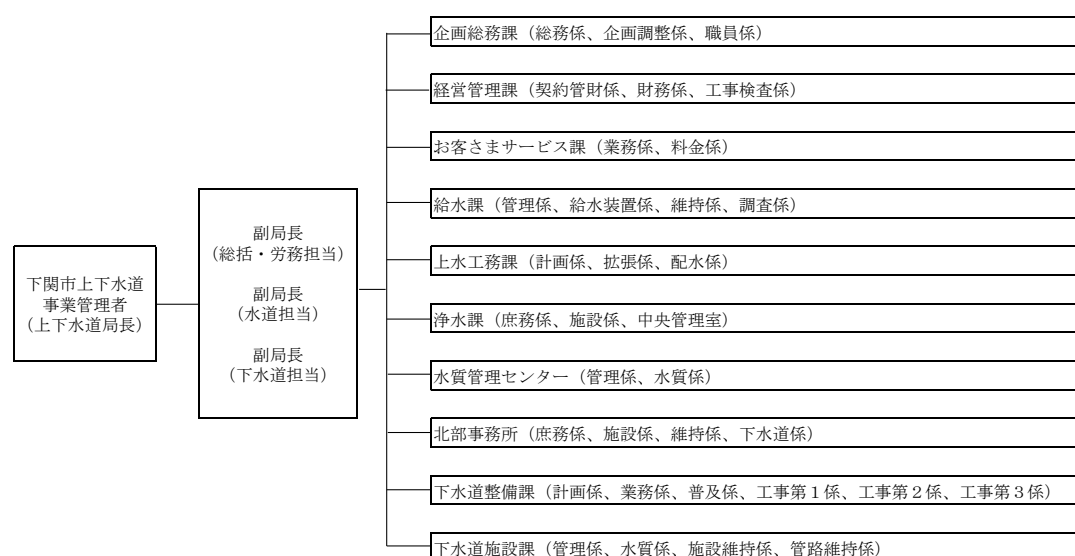 下関市上下水道
事業管理者
（上下水道局長）
副局長
（総括・労務担当）
副局長
（水道担当）
副局長
（下水道担当）
企画総務課（総務係、企画調整係、職員係）
経営管理課（契約管財係、財務係、工事検査係）
お客さまサービス課（業務係、料金係）
給水課（管理係、給水装置係、維持係、調査係）
上水工務課（計画係、拡張係、配水係）
浄水課（庶務係、施設係、中央管理室）
水質管理センター（管理係、水質係）
北部事務所（庶務係、施設係、維持係、下水道係）
下水道整備課（計画係、業務係、普及係、工事第１係、工事第２係、工事第３係）
下水道施設課（管理係、水質係、施設維持係、管路維持係）